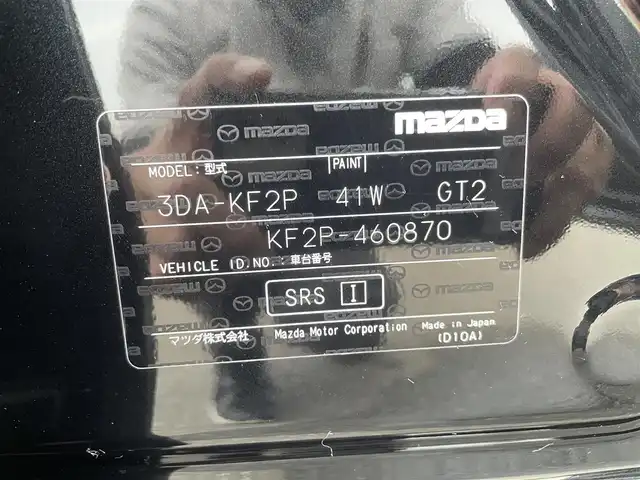 mazda
MODEL:型式 PAINT
3DA-KF2P 41W GT2
KF2P-460870
VEHICLE ID.NO.:車台番号
SRS I
マツダ株式会社 Mazda Motor Corporation Made in Japan
(D10A)